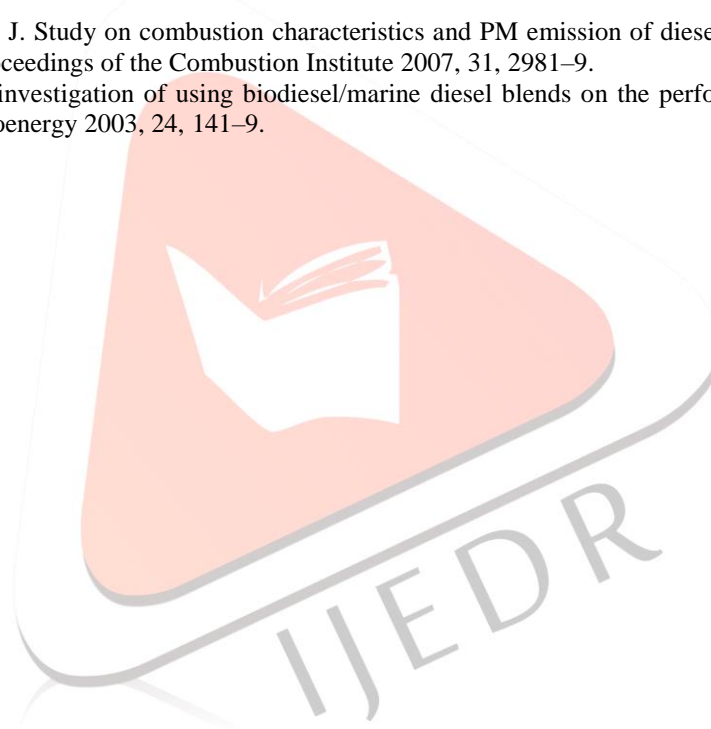 J. Study on combustion characteristics and PM emission of diese
ceedings of the Combustion Institute 2007, 31, 2981–9.
investigation of using biodiesel/marine diesel blends on the perfo
oenergy 2003, 24, 141–9.
IJEDR